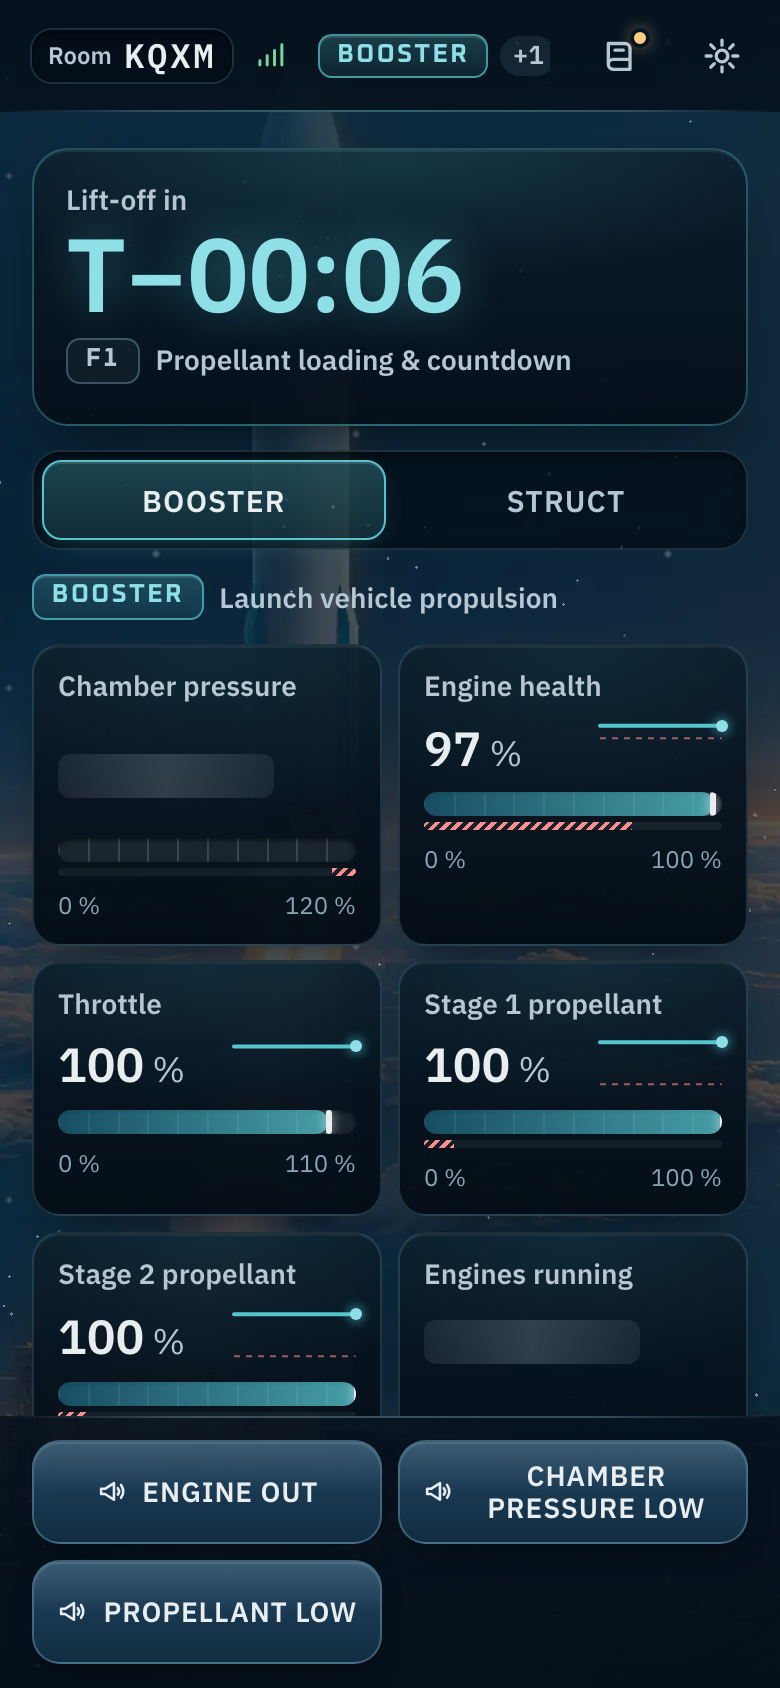 Room KQXM BOOSTER +1
Lift-off in
T–00:06
F1 Propellant loading & countdown
BOOSTER STRUCT
BOOSTER Launch vehicle propulsion
Chamber pressure
0 % 120 %
Engine health
97 %
0 % 100 %
Throttle
100 %
0 % 110 %
Stage 1 propellant
100 %
0 % 100 %
Stage 2 propellant
100 %
Engines running
ENGINE OUT
CHAMBER
PRESSURE LOW
PROPELLANT LOW